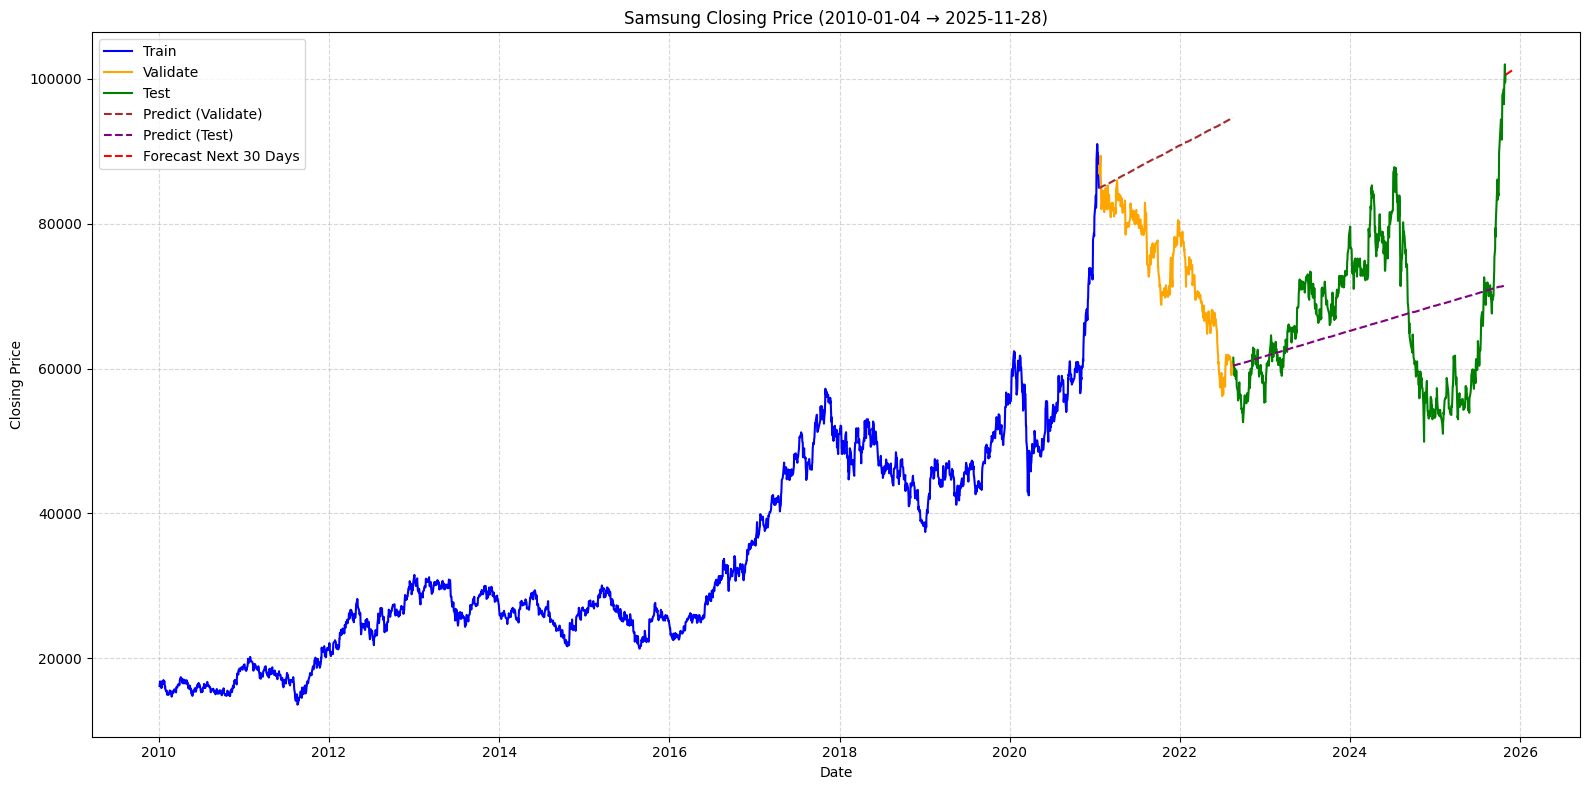 Samsung Closing Price (2010-01-04 → 2025-11-28)
Train
Validate
Test
Predict (Validate)
Predict (Test)
Forecast Next 30 Days
100000
80000
60000
40000
20000
Closing Price
2010 2012 2014 2016 2018 2020 2022 2024 2026
Date